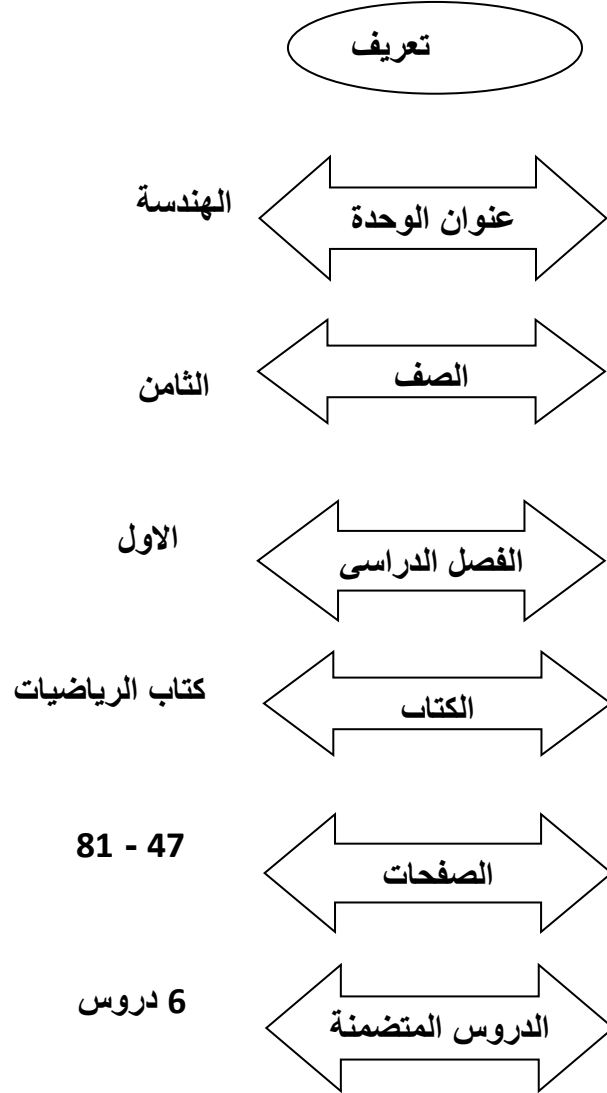 تعريف
عنوان الوحدة
الهندسة
الصف
الثامن
الفصل الدراسى
الاول
الكتاب
كتاب الرياضيات
الصفحات
47 - 81
الدروس المتضمنة
6 دروس